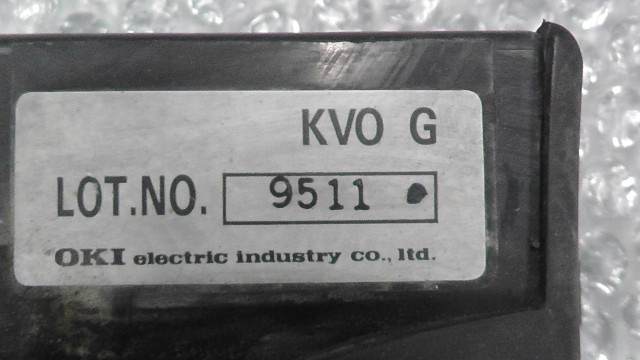 KVO G
LOT.NO. 9511
OKI electric industry co., ltd.